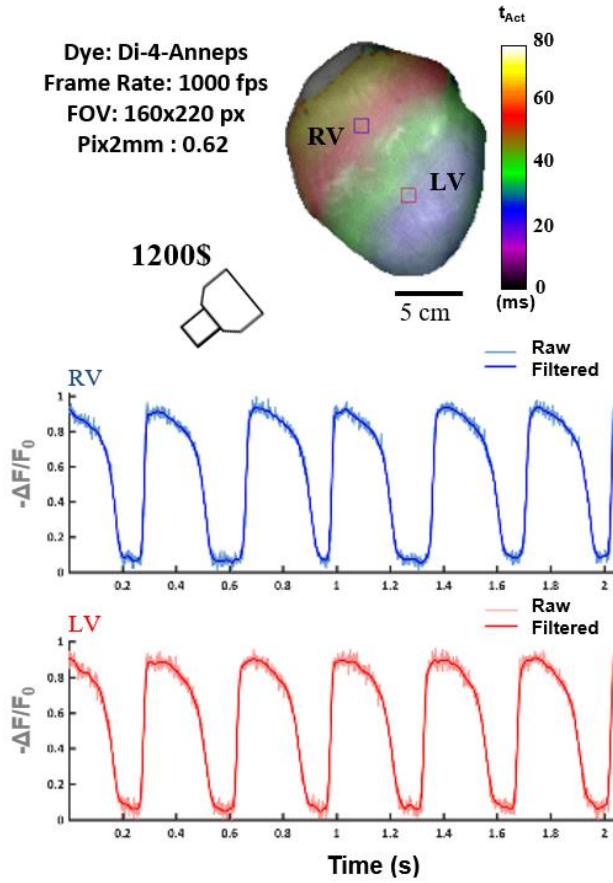 t_Act
Dye: Di-4-Anneps
Frame Rate: 1000 fps
FOV: 160x220 px
Pix2mm : 0.62
80
60
40
20
0
(ms)
RV
LV
5 cm
1200$
RV
Raw
Filtered
-ΔF/F₀
1
0.8
0.6
0.4
0.2
0
0.2 0.4 0.6 0.8 1 1.2 1.4 1.6 1.8 2
LV
Raw
Filtered
-ΔF/F₀
1
0.8
0.6
0.4
0.2
0
0.2 0.4 0.6 0.8 1 1.2 1.4 1.6 1.8 2
Time (s)